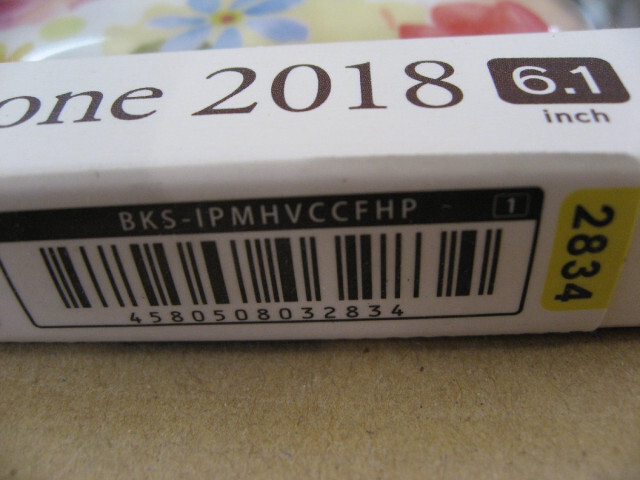 one 2018 6.1
inch
BKS-IPMHVCCFHP 1
4580508032834
2834